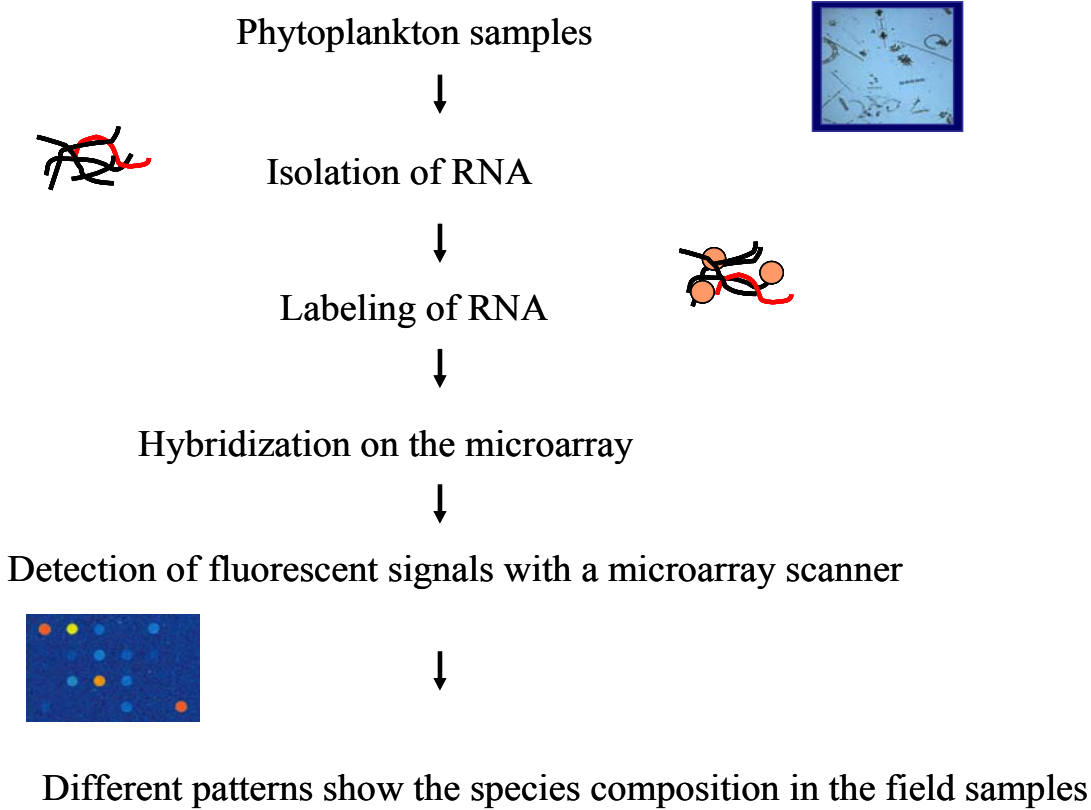 Phytoplankton samples
Isolation of RNA
Labeling of RNA
Hybridization on the microarray
Detection of fluorescent signals with a microarray scanner
Different patterns show the species composition in the field samples